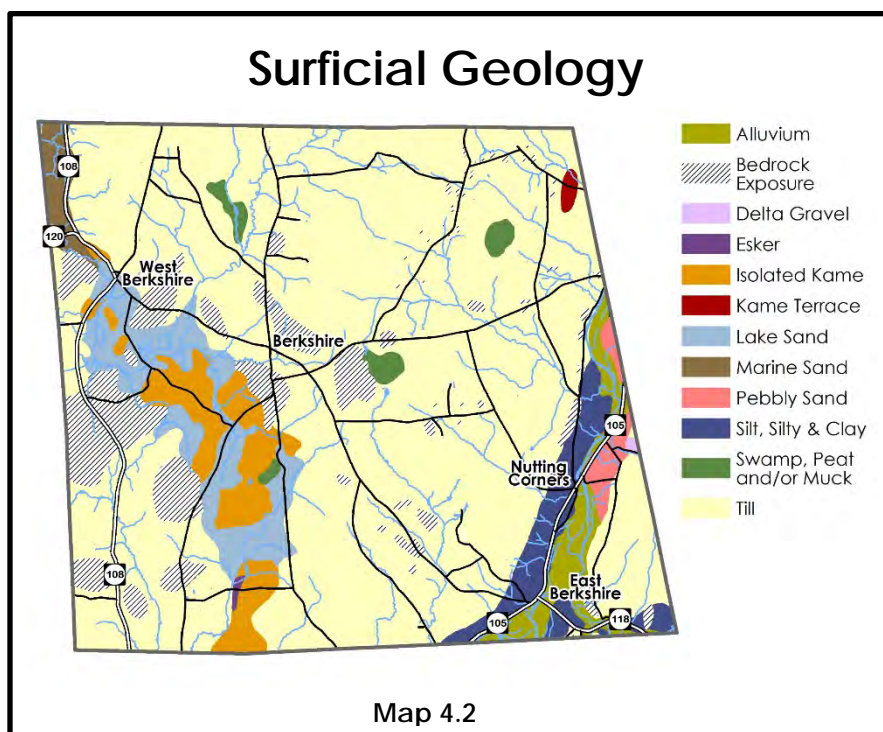 Surficial Geology
108
120
West
Berkshire
Berkshire
105
Nutting
Corners
East
Berkshire
108
105
118
Alluvium
Bedrock
Exposure
Delta Gravel
Esker
Isolated Kame
Kame Terrace
Lake Sand
Marine Sand
Pebbly Sand
Silt, Silty & Clay
Swamp, Peat
and/or Muck
Till
Map 4.2